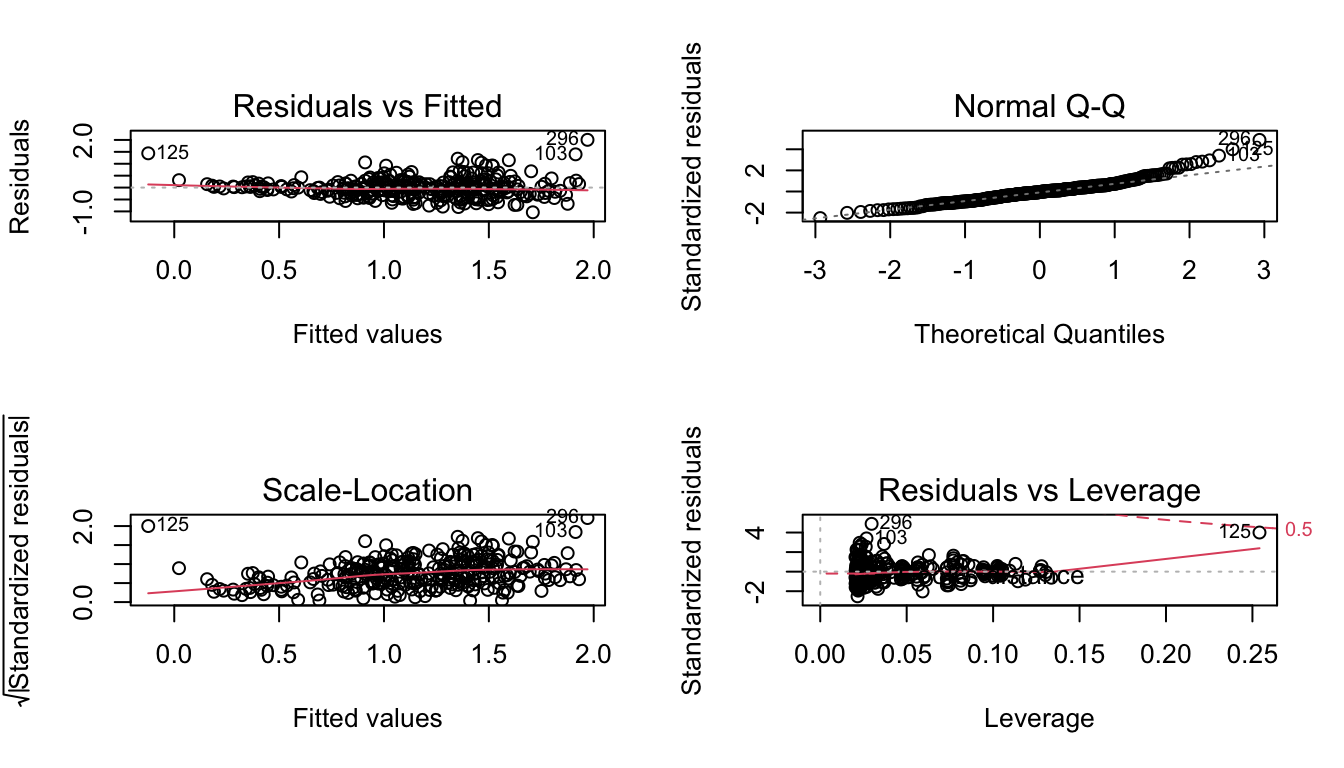 Residuals vs Fitted
Residuals
2.0
-1.0
125
296
103
0.0 0.5 1.0 1.5 2.0
Fitted values
Normal Q-Q
Standardized residuals
2
-2
296
125
103
-3 -2 -1 0 1 2 3
Theoretical Quantiles
Scale-Location
√|Standardized residuals|
2.0
0.0
125
296
103
0.0 0.5 1.0 1.5 2.0
Fitted values
Residuals vs Leverage
Standardized residuals
4
-2
296
103
125
0.5
0.00 0.05 0.10 0.15 0.20 0.25
Leverage